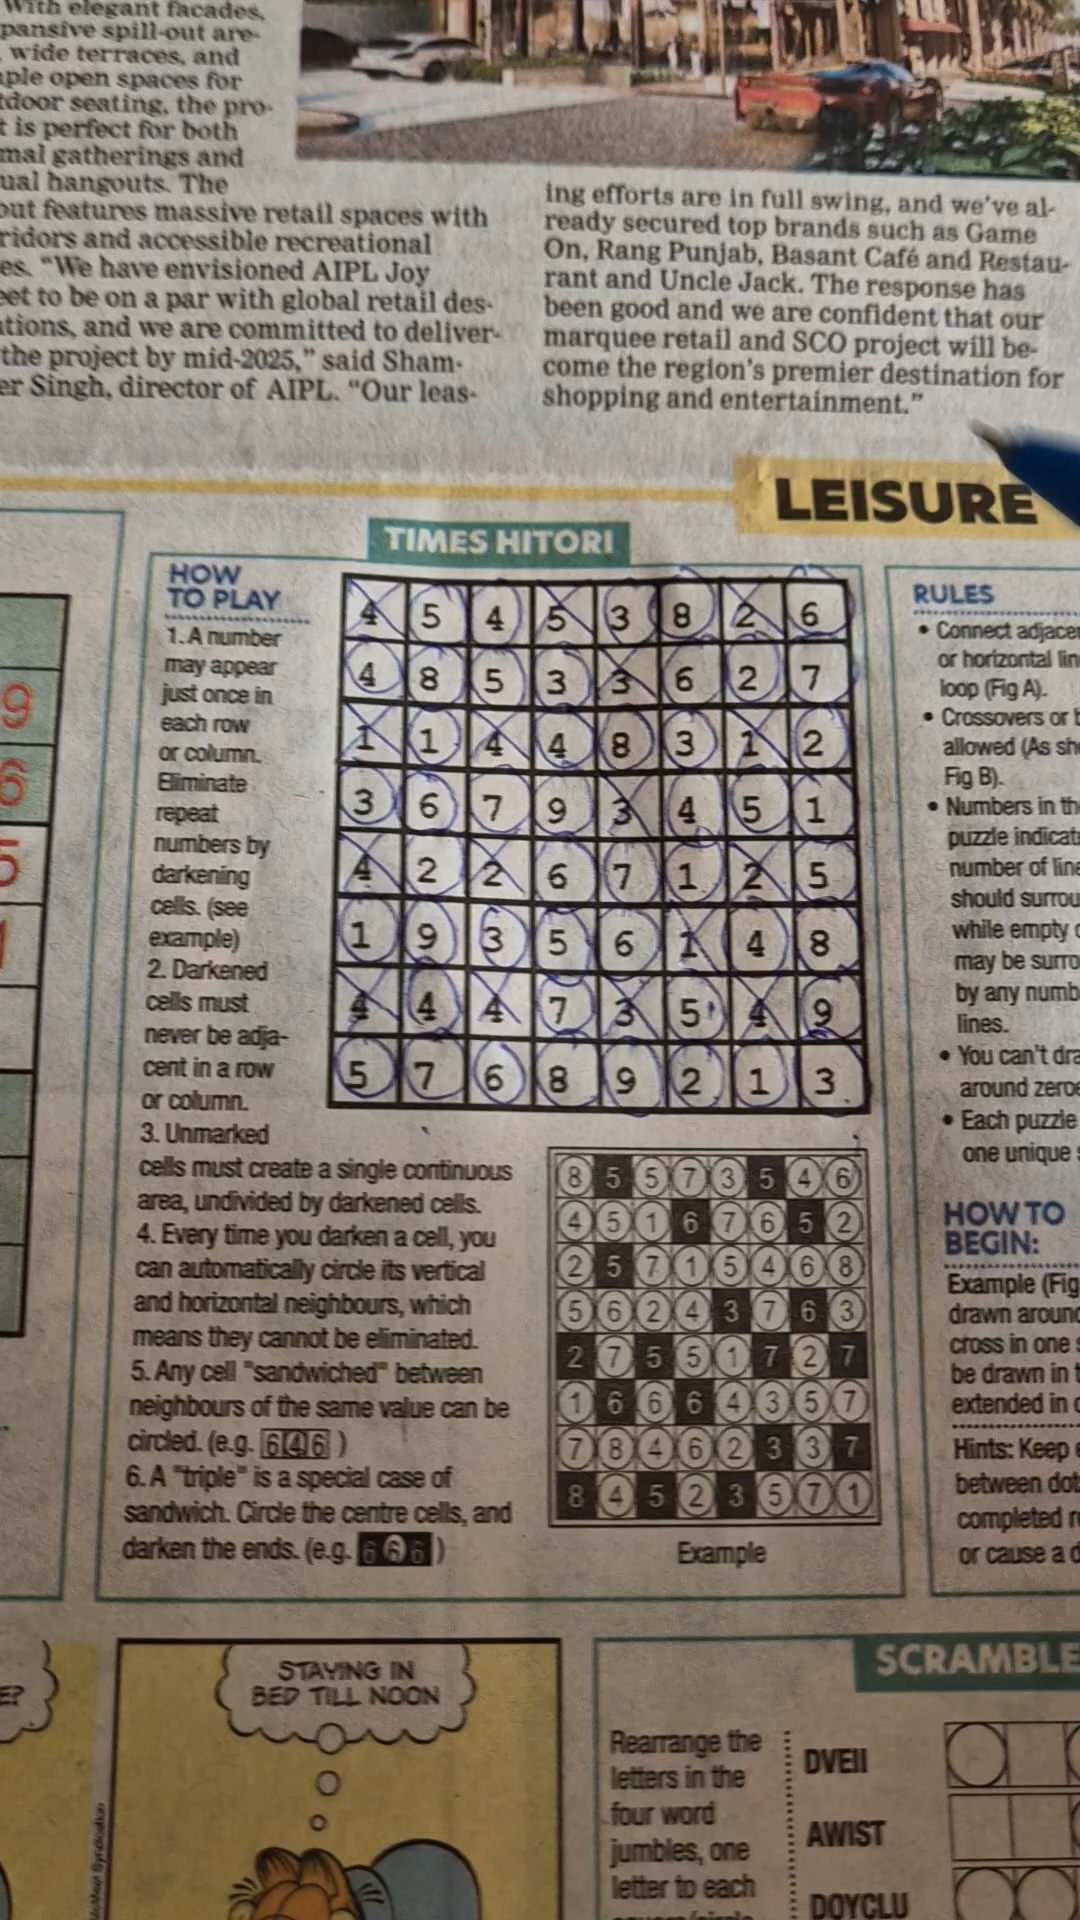 With elegant facades,
pansive spill-out are-
wide terraces, and
ple open spaces for
tdoor seating, the pro-
t is perfect for both
mal gatherings and
ual hangouts. The
out features massive retail spaces with
ridors and accessible recreational
es. “We have envisioned AIPL Joy
eet to be on a par with global retail des-
ations, and we are committed to deliver-
the project by mid-2025,” said Sham-
er Singh, director of AIPL. “Our leas-
ing efforts are in full swing, and we’ve al-
ready secured top brands such as Game
On, Rang Punjab, Basant Café and Restau-
rant and Uncle Jack. The response has
been good and we are confident that our
marquee retail and SCO project will be-
come the region’s premier destination for
shopping and entertainment.”
LEISURE
9
6
5
TIMES HITORI
HOW
TO PLAY
1. A number
may appear
just once in
each row
or column.
Eliminate
repeat
numbers by
darkening
cells. (see
example)
2. Darkened
cells must
never be adja-
cent in a row
or column.
3. Unmarked
cells must create a single continuous
area, undivided by darkened cells.
4. Every time you darken a cell, you
can automatically circle its vertical
and horizontal neighbours, which
means they cannot be eliminated.
5. Any cell "sandwiched" between
neighbours of the same value can be
circled. (e.g. 6 4 6 )
6. A "triple" is a special case of
sandwich. Circle the centre cells, and
darken the ends. (e.g. 6 6 6 )
4 5 4 5 3 8 2 6
4 8 5 3 3 6 2 7
1 1 4 4 8 3 1 2
3 6 7 9 3 4 5 1
4 2 2 6 7 1 2 5
1 9 3 5 6 1 4 8
4 4 4 7 3 5 4 9
5 7 6 8 9 2 1 3
8 5 5 7 3 5 4 6
4 5 1 6 7 6 5 2
2 5 7 1 5 4 6 8
5 6 2 4 3 7 6 3
2 7 5 5 1 7 2 7
1 6 6 6 4 3 5 7
7 8 4 6 2 3 3 7
8 4 5 2 3 5 7 1
Example
RULES
• Connect adjacen
or horizontal lin
loop (Fig A).
• Crossovers or b
allowed (As sh
Fig B).
• Numbers in th
puzzle indicat
number of line
should surrou
while empty c
may be surro
by any numb
lines.
• You can't dra
around zeroe
• Each puzzle
one unique s
HOW TO
BEGIN:
Example (Fig
drawn around
cross in one s
be drawn in t
extended in d
Hints: Keep
between dot
completed r
or cause a d
E?
STAYING IN
BED TILL NOON
SCRAMBLE
Rearrange the
letters in the
four word
jumbles, one
letter to each
DVEII
AWIST
DOYCLU